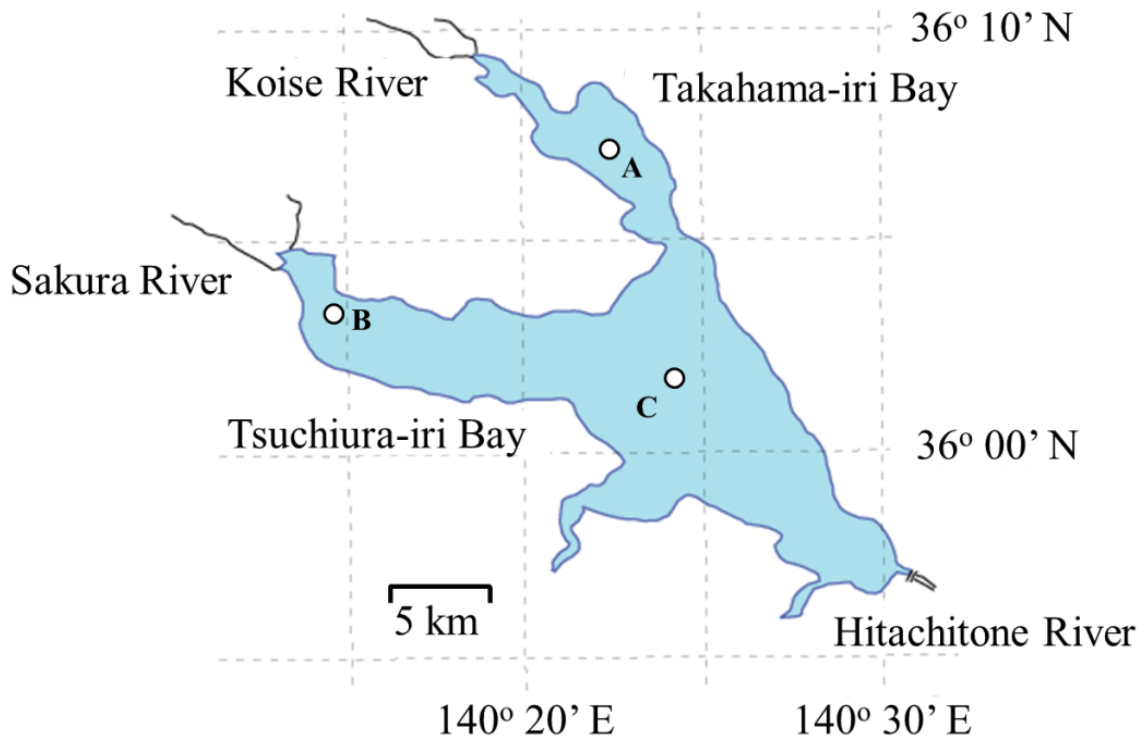 36° 10’ N
Koise River
Takahama-iri Bay
A
Sakura River
B
C
Tsuchiura-iri Bay
36° 00’ N
5 km
Hitachitone River
140° 20’ E
140° 30’ E